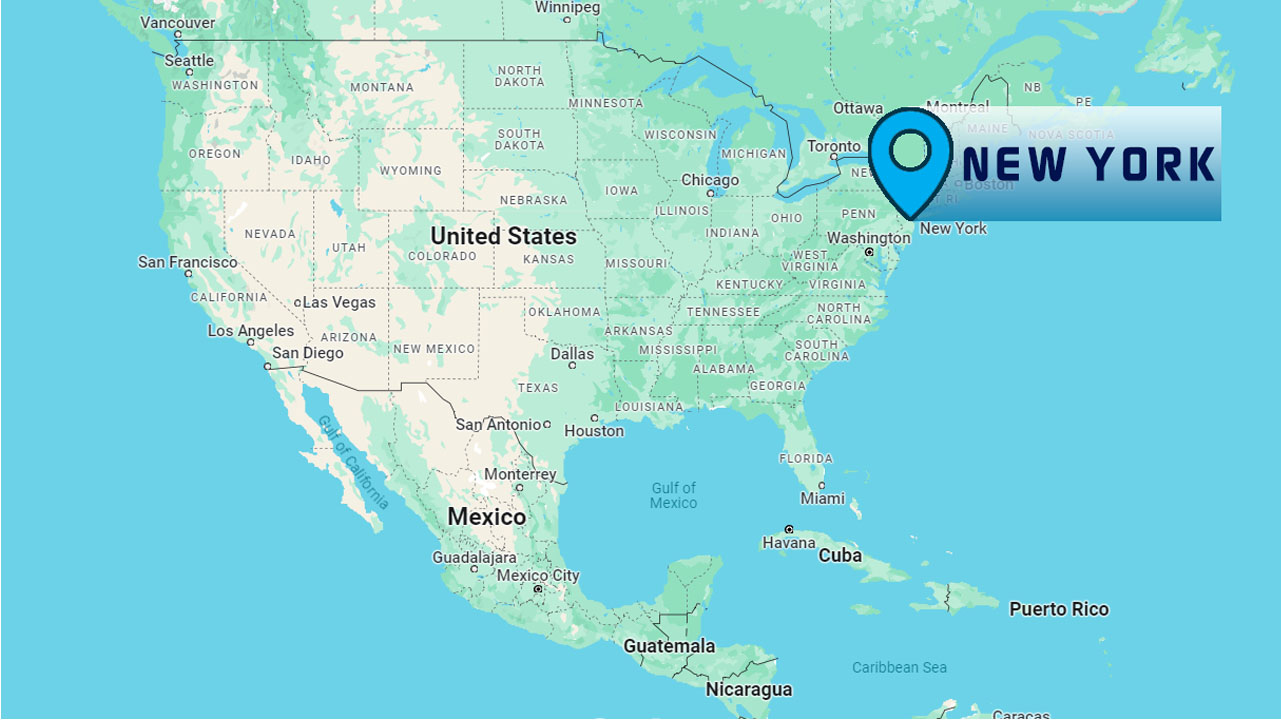 Winnipeg
Vancouver
Seattle
WASHINGTON
MONTANA
NORTH
DAKOTA
MINNESOTA
NB
PE
Ottawa
Montreal
MAINE
NOVA SCOTIA
OREGON
IDAHO
SOUTH
DAKOTA
WISCONSIN
MICHIGAN
Toronto
NEW YORK
WYOMING
NEBRASKA
IOWA
Chicago
NE
Boston
RI
ILLINOIS
INDIANA
OHIO
PENN
New York
NEVADA
UTAH
COLORADO
United States
KANSAS
MISSOURI
WEST
VIRGINIA
Washington
San Francisco
CALIFORNIA
Las Vegas
KENTUCKY
VIRGINIA
Los Angeles
ARIZONA
NEW MEXICO
OKLAHOMA
ARKANSAS
TENNESSEE
NORTH
CAROLINA
San Diego
Dallas
MISSISSIPPI
ALABAMA
SOUTH
CAROLINA
TEXAS
LOUISIANA
GEORGIA
San Antonio
Houston
Gulf of California
FLORIDA
Monterrey
Gulf of
Mexico
Miami
Mexico
Havana
Cuba
Guadalajara
Mexico City
Puerto Rico
Guatemala
Caribbean Sea
Nicaragua
Caracas